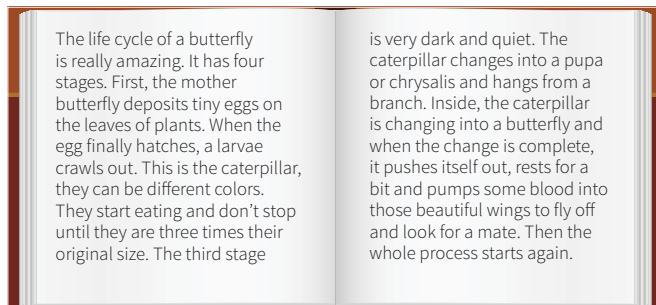 The life cycle of a butterfly
is really amazing. It has four
stages. First, the mother
butterfly deposits tiny eggs on
the leaves of plants. When the
egg finally hatches, a larvae
crawls out. This is the caterpillar,
they can be different colors.
They start eating and don’t stop
until they are three times their
original size. The third stage
is very dark and quiet. The
caterpillar changes into a pupa
or chrysalis and hangs from a
branch. Inside, the caterpillar
is changing into a butterfly and
when the change is complete,
it pushes itself out, rests for a
bit and pumps some blood into
those beautiful wings to fly off
and look for a mate. Then the
whole process starts again.